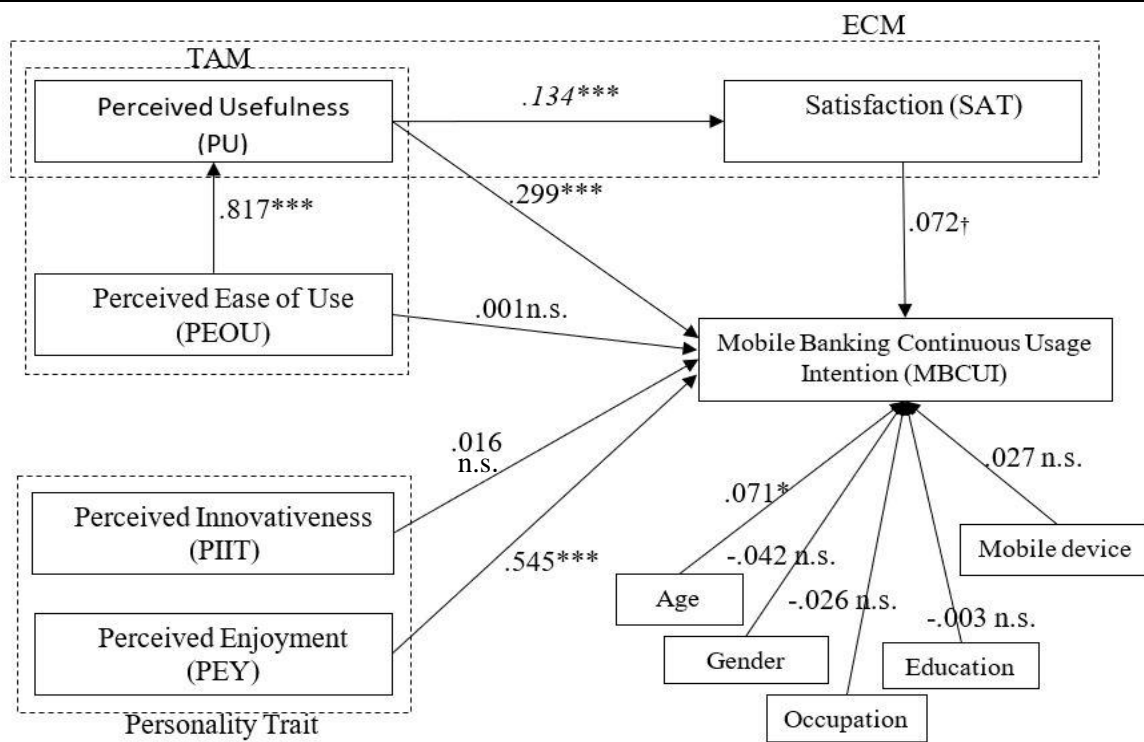 ECM
TAM
Perceived Usefulness
(PU)
.134***
Satisfaction (SAT)
.817***
.299***
.072†
Perceived Ease of Use
(PEOU)
.001n.s.
Mobile Banking Continuous Usage
Intention (MBCUI)
.016
n.s.
Perceived Innovativeness
(PIIT)
.545***
Perceived Enjoyment
(PEY)
Personality Trait
.071*
-.042 n.s.
-.026 n.s.
-.003 n.s.
.027 n.s.
Age
Gender
Occupation
Education
Mobile device